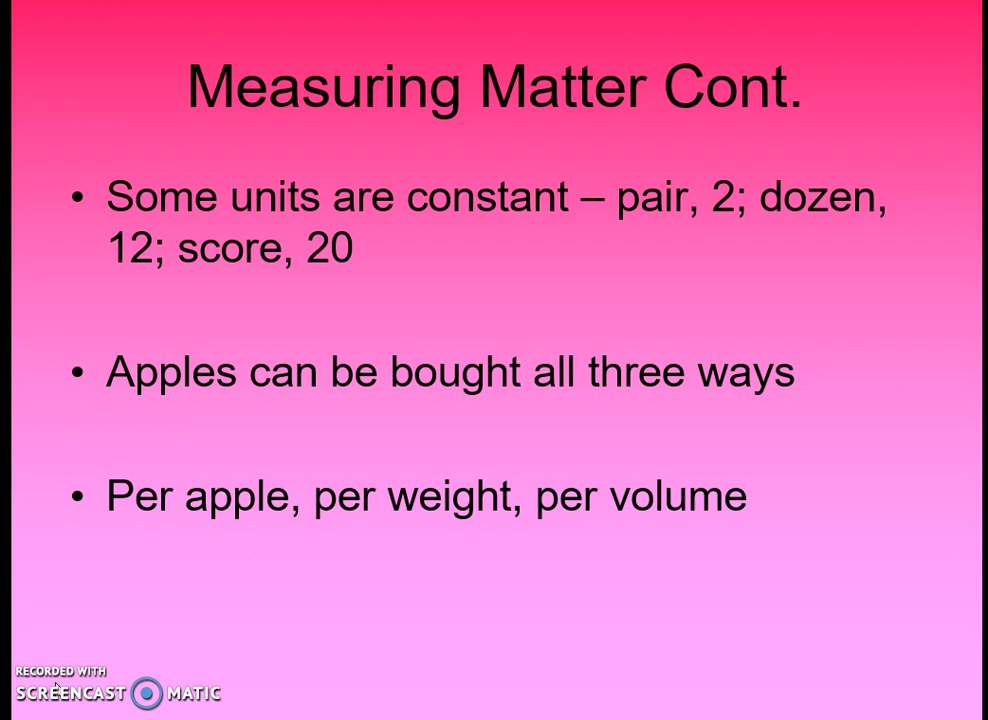 Measuring Matter Cont.
• Some units are constant – pair, 2; dozen,
12; score, 20
• Apples can be bought all three ways
• Per apple, per weight, per volume
RECORDED WITH
SCREENCAST MATIC